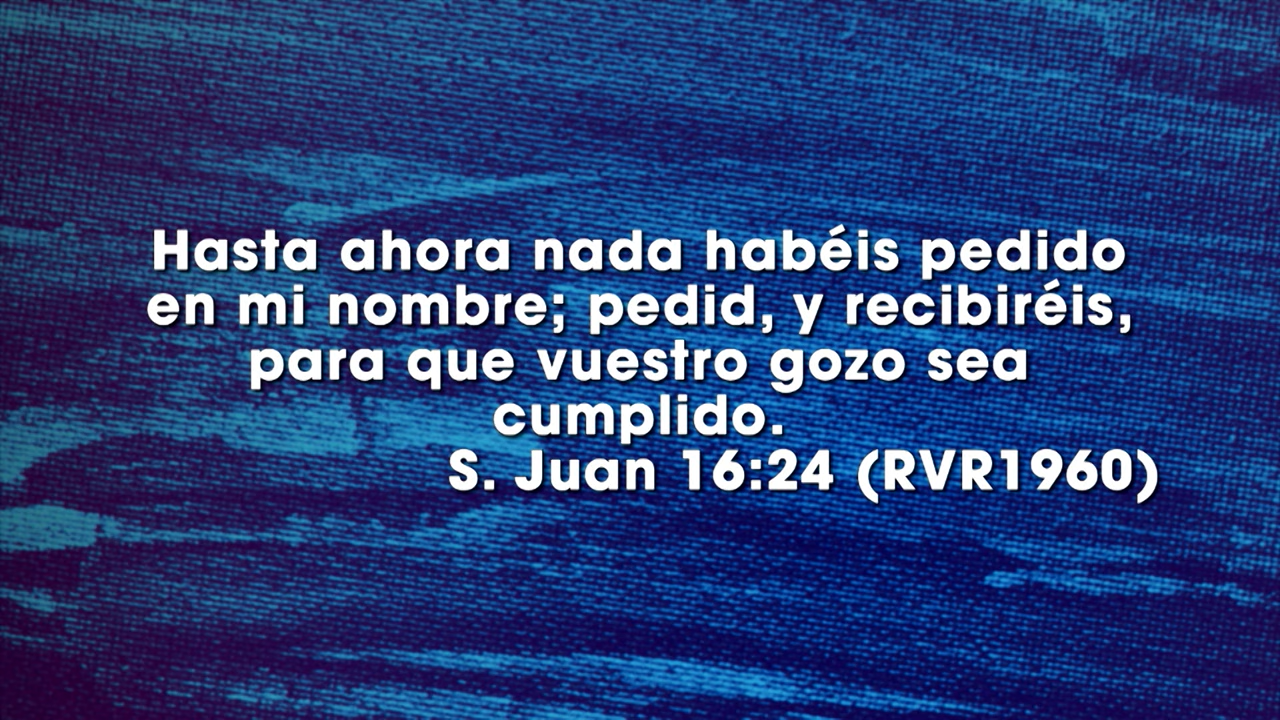 Hasta ahora nada habéis pedido
en mi nombre; pedid, y recibiréis,
para que vuestro gozo sea
cumplido.
S. Juan 16:24 (RVR1960)